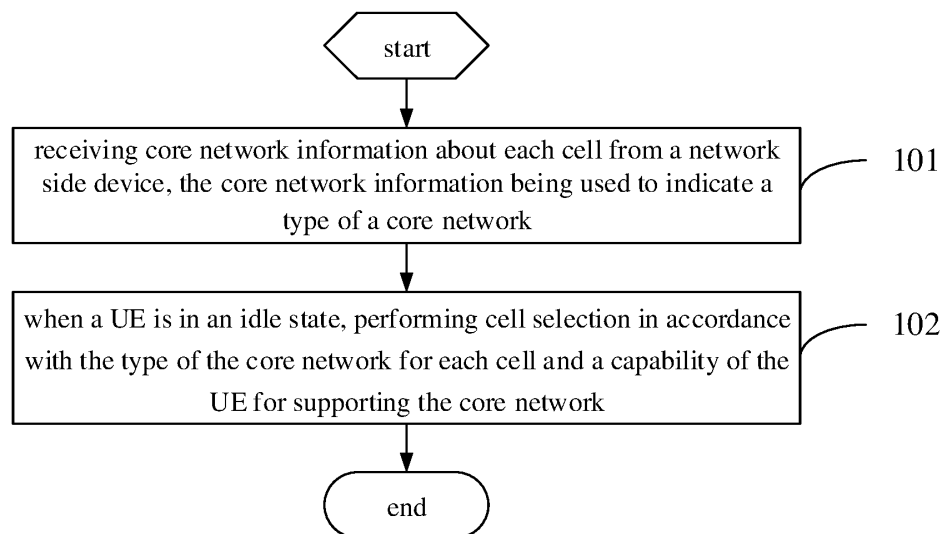 start
receiving core network information about each cell from a network
side device, the core network information being used to indicate a
type of a core network
101
when a UE is in an idle state, performing cell selection in accordance
with the type of the core network for each cell and a capability of the
UE for supporting the core network
102
end